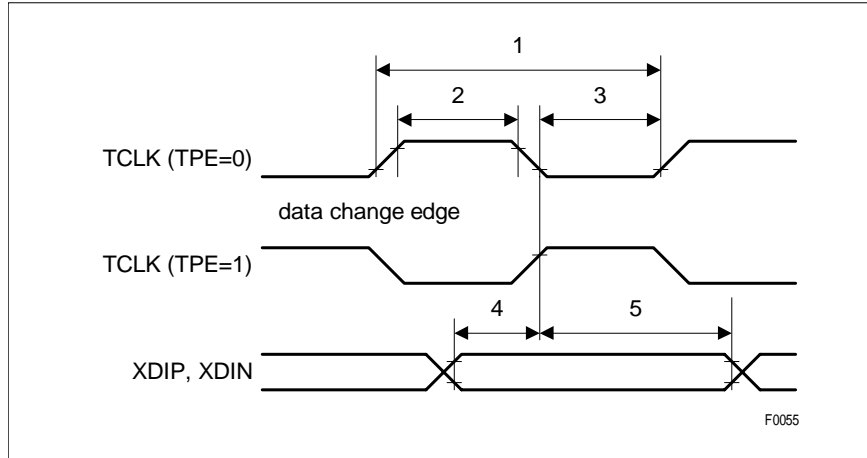 1
2
3
TCLK (TPE=0)
data change edge
TCLK (TPE=1)
4
5
XDIP, XDIN
F0055